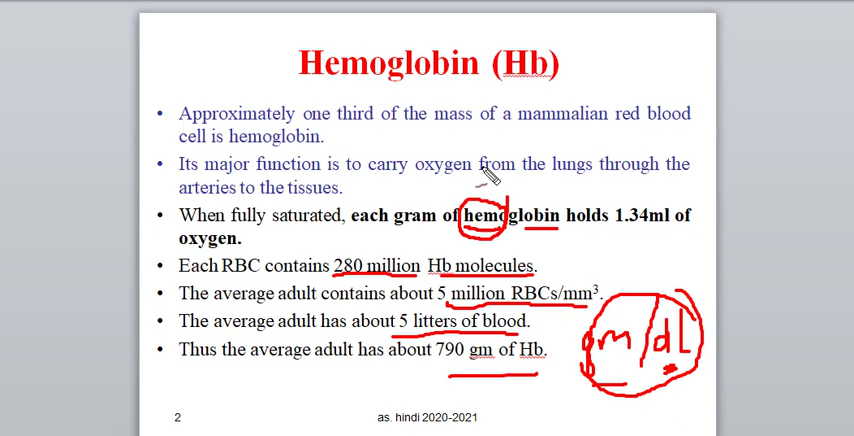 Hemoglobin (Hb)
• Approximately one third of the mass of a mammalian red blood
cell is hemoglobin.
• Its major function is to carry oxygen from the lungs through the
arteries to the tissues.
• When fully saturated, each gram of hemoglobin holds 1.34ml of
oxygen.
• Each RBC contains 280 million Hb molecules.
• The average adult contains about 5 million RBCs/mm³.
• The average adult has about 5 litters of blood.
• Thus the average adult has about 790 gm of Hb.
gm/dL
2 as. hindi 2020-2021